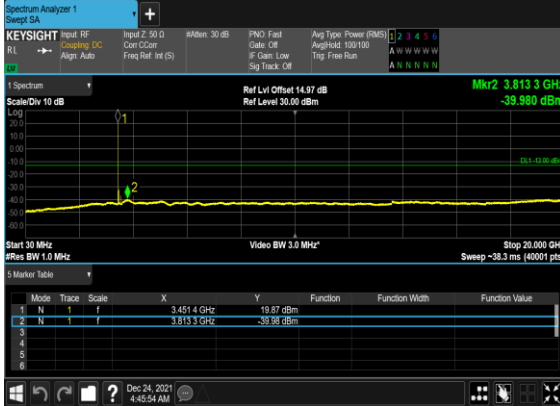 Spectrum Analyzer 1
Swept SA
+
KEYSIGHT
RL
Input: RF
Coupling: DC
Align: Auto
Input Z: 50 Ω
Corr CCorr
Freq Ref: Int (S)
#Atten: 30 dB
PNO: Fast
Gate: Off
IF Gain: Low
Sig Track: Off
Avg Type: Power (RMS)
Avg|Hold: 100/100
Trig: Free Run
1 2 3 4 5 6
A W W W W W
A N N N N N
1 Spectrum
Scale/Div 10 dB
Ref Lvl Offset 14.97 dB
Ref Level 30.00 dBm
Mkr2 3.813 3 GHz
-39.980 dBm
Log
20.0
10.0
0.00
-10.0
-20.0
-30.0
-40.0
-50.0
-60.0
1
2
DL1 -13.00 dBm
Start 30 MHz
#Res BW 1.0 MHz
Video BW 3.0 MHz*
Stop 20.000 GHz
Sweep ~38.3 ms (40001 pts)
5 Marker Table
Mode Trace Scale X Y Function Function Width Function Value
1 N 1 f 3.451 4 GHz 19.87 dBm
2 N 1 f 3.813 3 GHz -39.98 dBm
3
4
5
6
?
Dec 24, 2021
4:45:54 AM